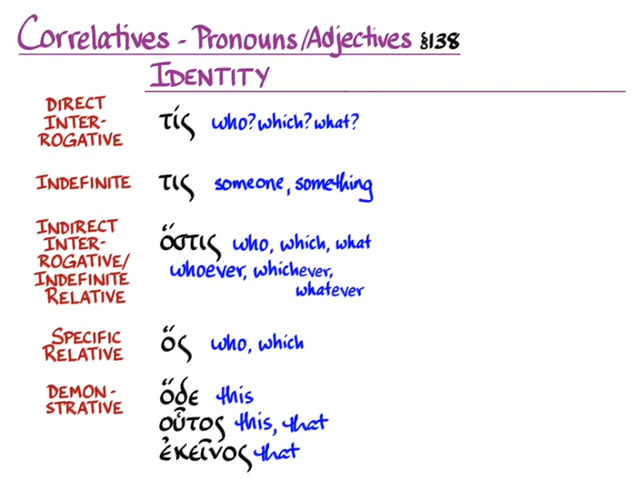 Correlatives - Pronouns/Adjectives §138
IDENTITY
DIRECT
INTER-
ROGATIVE
τίς who? which? what?
INDEFINITE τις someone, something
INDIRECT
INTER-
ROGATIVE/
INDEFINITE
RELATIVE
ὅστις who, which, what
whoever, whichever,
whatever
SPECIFIC
RELATIVE
ὅς who, which
DEMON-
STRATIVE
ὅδε this
οὗτος this, that
ἐκεῖνος that